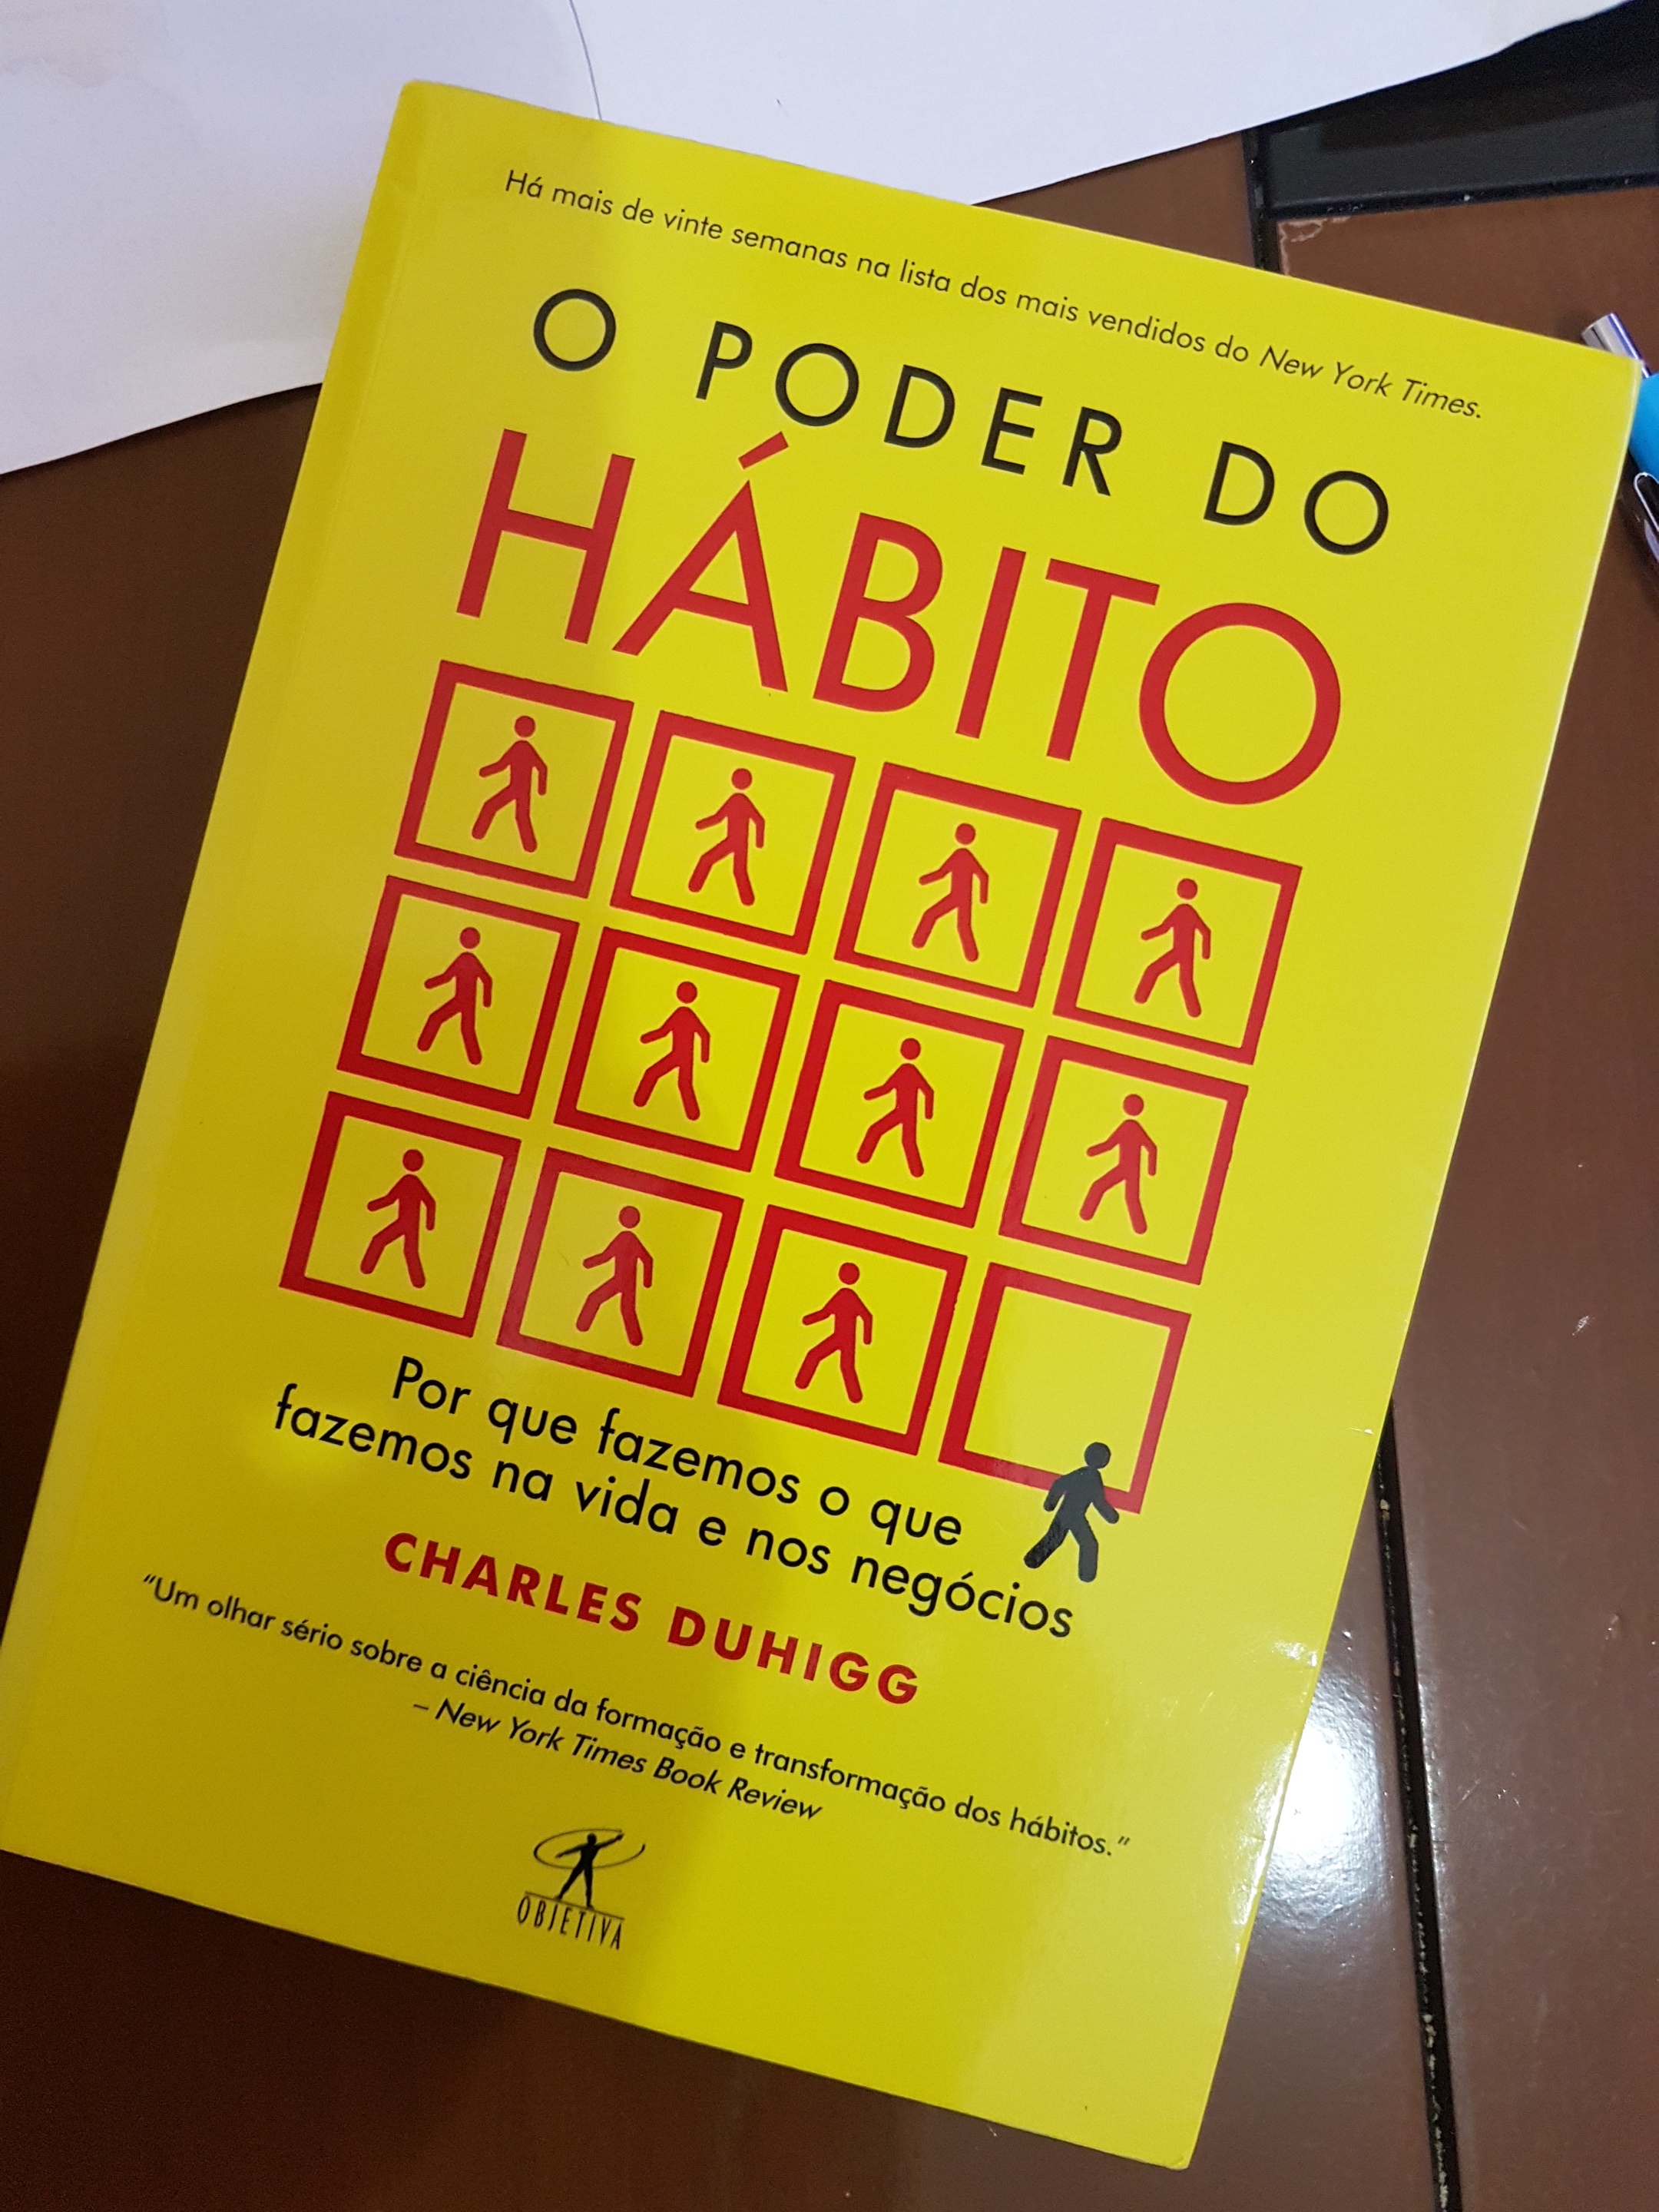 Há mais de vinte semanas na lista dos mais vendidos do New York Times.
O PODER DO
HÁBITO
Por que fazemos o que
fazemos na vida e nos negócios
CHARLES DUHIGG
“Um olhar sério sobre a ciência da formação e transformação dos hábitos.”
– New York Times Book Review
OBJETIVA